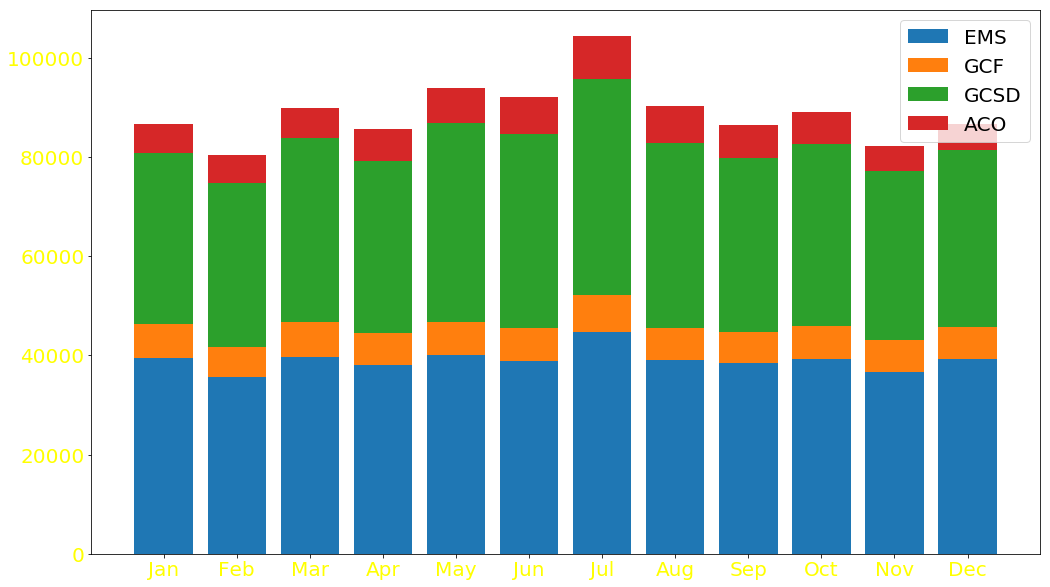 100000
80000
60000
40000
20000
0
Jan Feb Mar Apr May Jun Jul Aug Sep Oct Nov Dec
EMS
GCF
GCSD
ACO